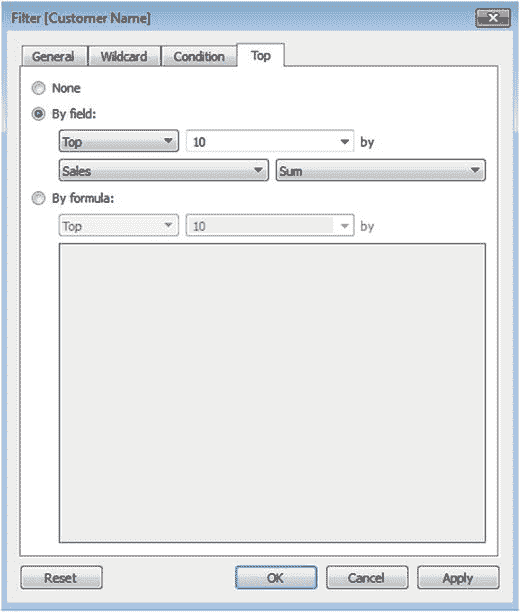 Filter [Customer Name]
General Wildcard Condition Top
None
By field:
Top 10 by
Sales Sum
By formula:
Top 10 by
Reset OK Cancel Apply